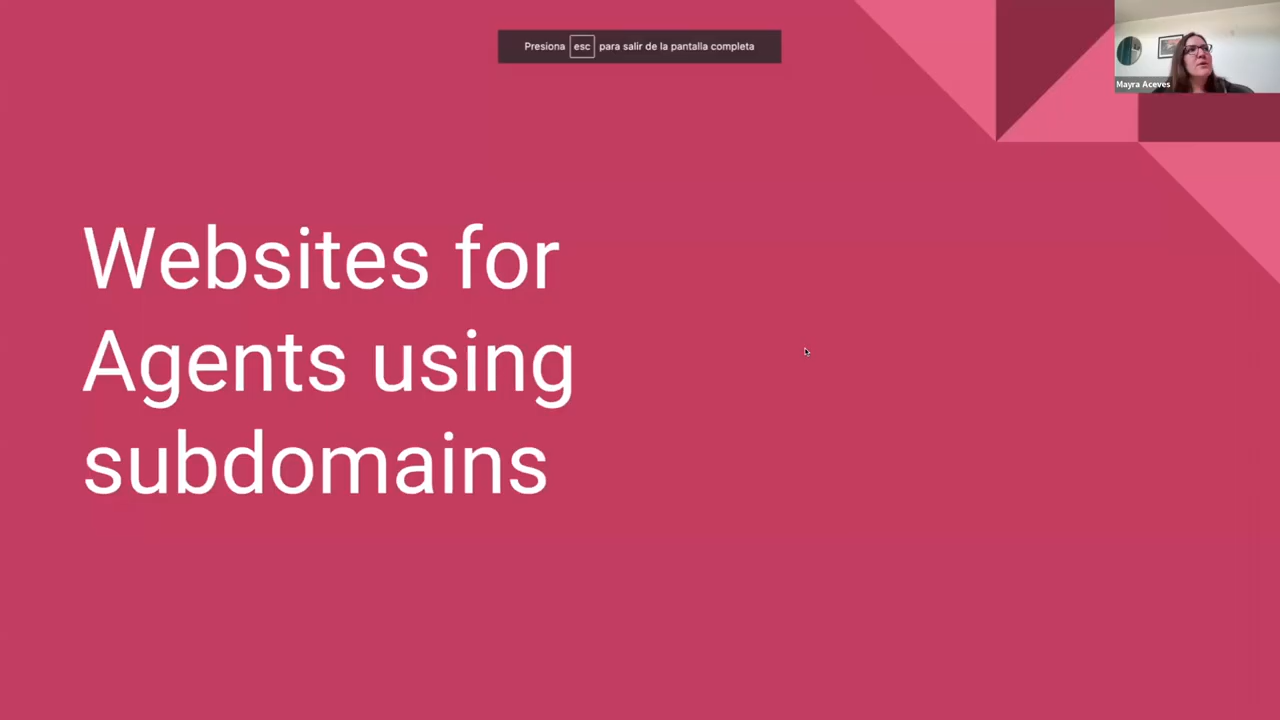 Presiona esc para salir de la pantalla completa
Mayra Aceves
Websites for
Agents using
subdomains